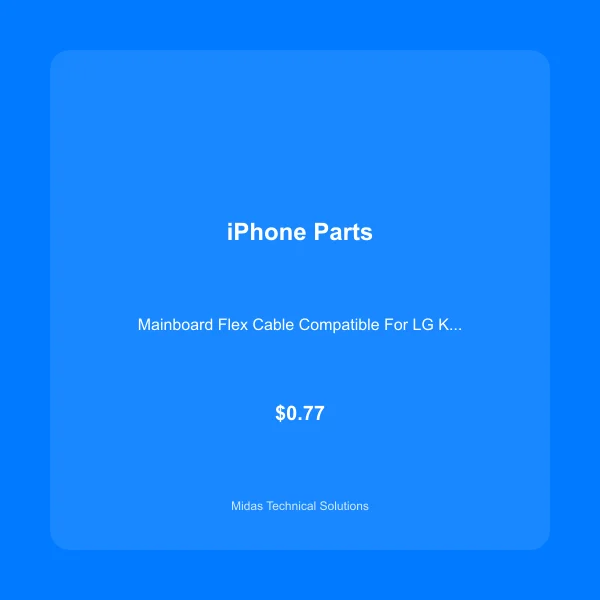 iPhone Parts
Mainboard Flex Cable Compatible For LG K...
$0.77
Midas Technical Solutions